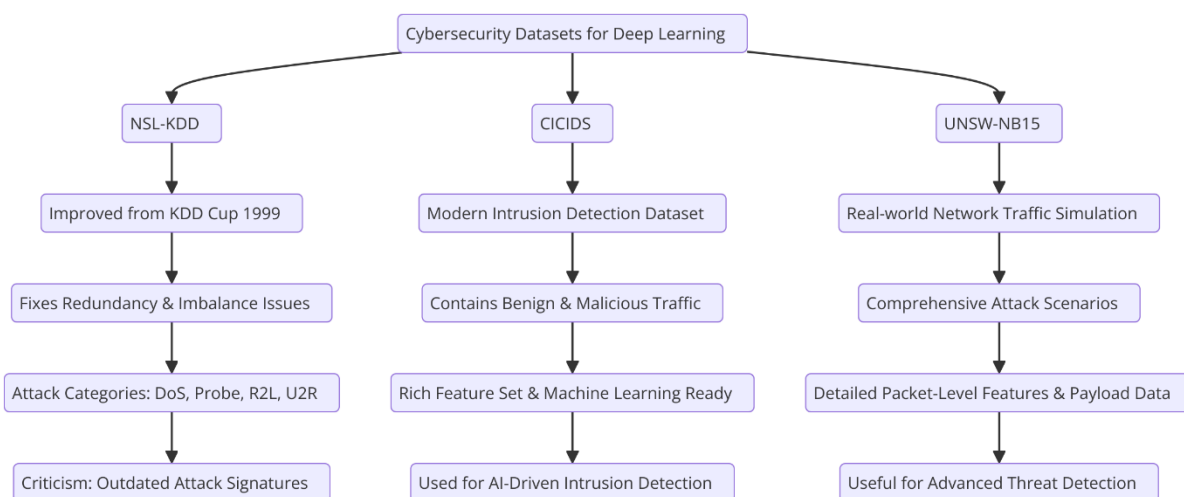 Cybersecurity Datasets for Deep Learning
NSL-KDD
CICIDS
UNSW-NB15
Improved from KDD Cup 1999
Modern Intrusion Detection Dataset
Real-world Network Traffic Simulation
Fixes Redundancy & Imbalance Issues
Contains Benign & Malicious Traffic
Comprehensive Attack Scenarios
Attack Categories: DoS, Probe, R2L, U2R
Rich Feature Set & Machine Learning Ready
Detailed Packet-Level Features & Payload Data
Criticism: Outdated Attack Signatures
Used for AI-Driven Intrusion Detection
Useful for Advanced Threat Detection